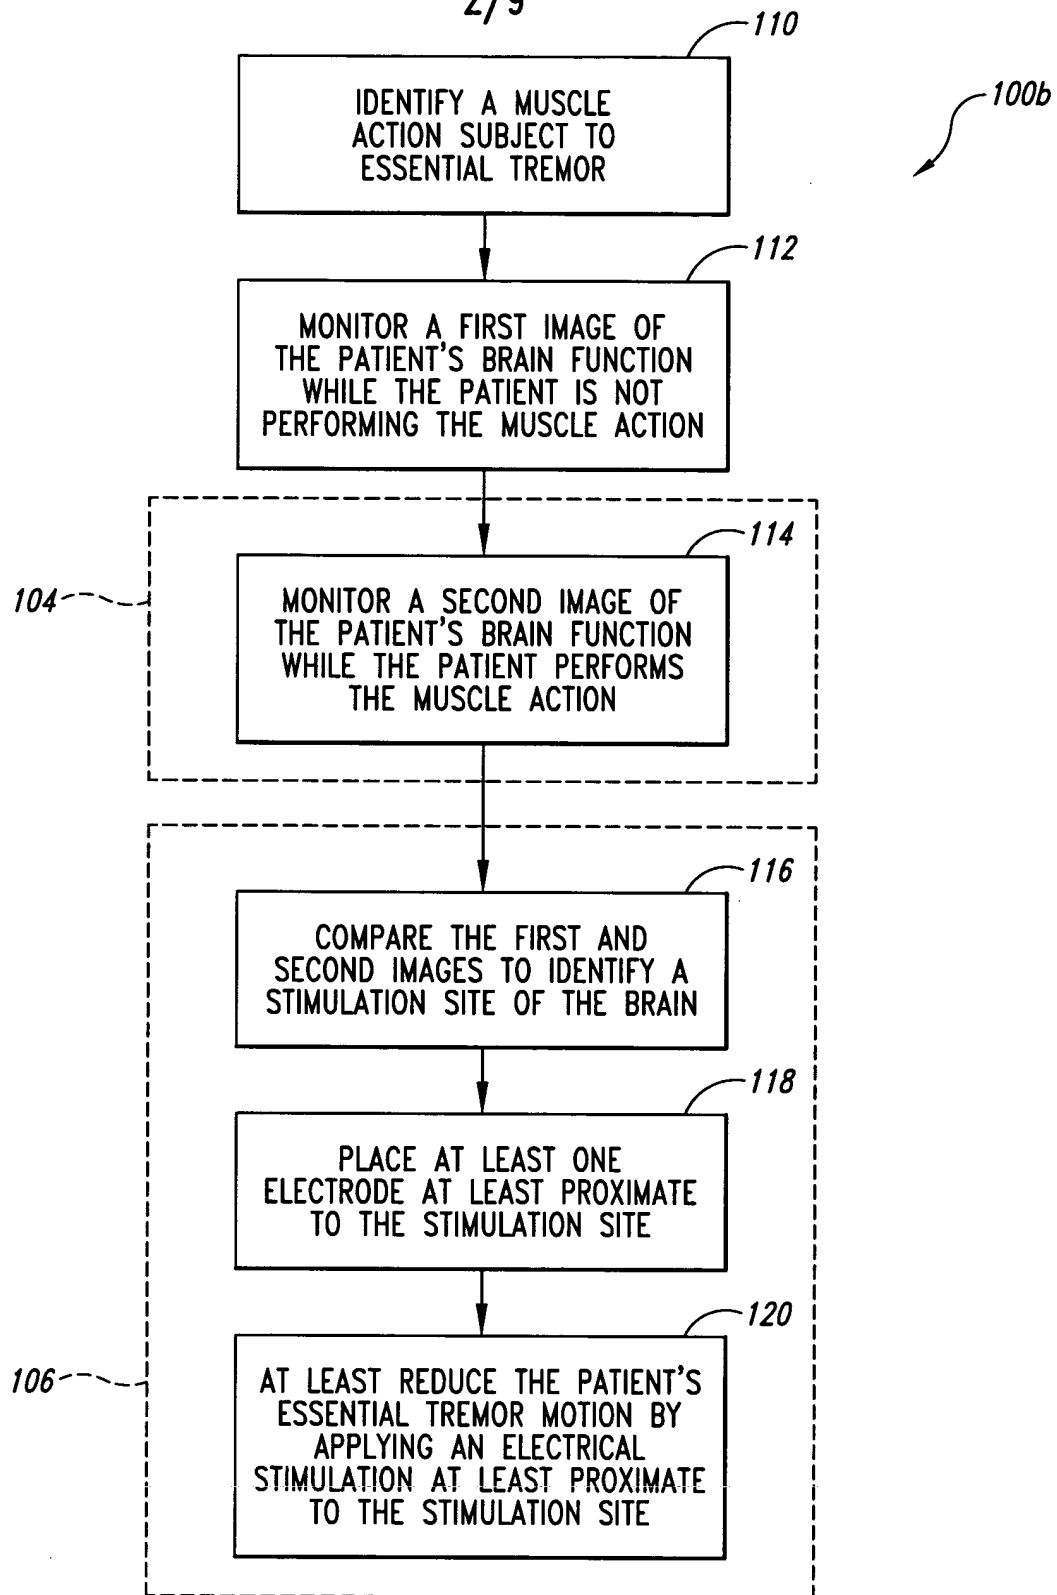 2/9
110
100b
IDENTIFY A MUSCLE
ACTION SUBJECT TO
ESSENTIAL TREMOR
112
MONITOR A FIRST IMAGE OF
THE PATIENT'S BRAIN FUNCTION
WHILE THE PATIENT IS NOT
PERFORMING THE MUSCLE ACTION
114
104
MONITOR A SECOND IMAGE OF
THE PATIENT'S BRAIN FUNCTION
WHILE THE PATIENT PERFORMS
THE MUSCLE ACTION
116
COMPARE THE FIRST AND
SECOND IMAGES TO IDENTIFY A
STIMULATION SITE OF THE BRAIN
118
PLACE AT LEAST ONE
ELECTRODE AT LEAST PROXIMATE
TO THE STIMULATION SITE
120
106
AT LEAST REDUCE THE PATIENT'S
ESSENTIAL TREMOR MOTION BY
APPLYING AN ELECTRICAL
STIMULATION AT LEAST PROXIMATE
TO THE STIMULATION SITE